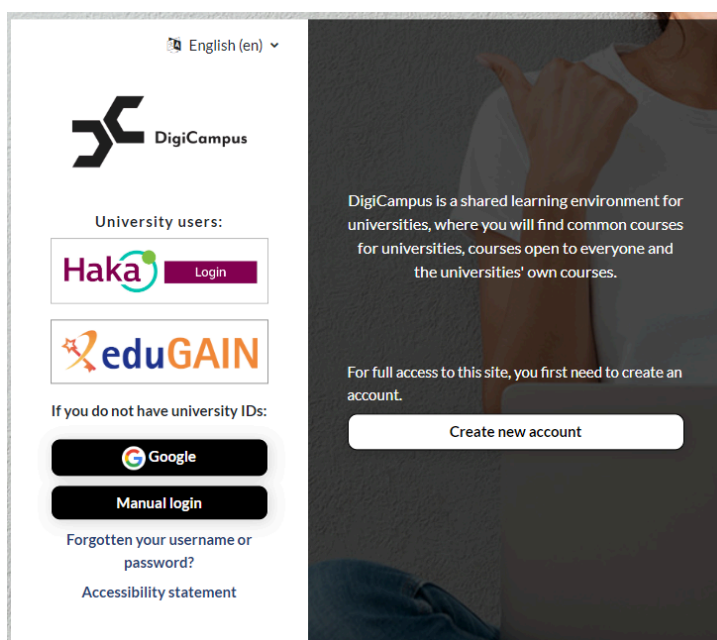 English (en)
DigiCampus
University users:
Haka Login
eduGAIN
If you do not have university IDs:
Google
Manual login
Forgotten your username or
password?
Accessibility statement
DigiCampus is a shared learning environment for
universities, where you will find common courses
for universities, courses open to everyone and
the universities' own courses.
For full access to this site, you first need to create an
account.
Create new account